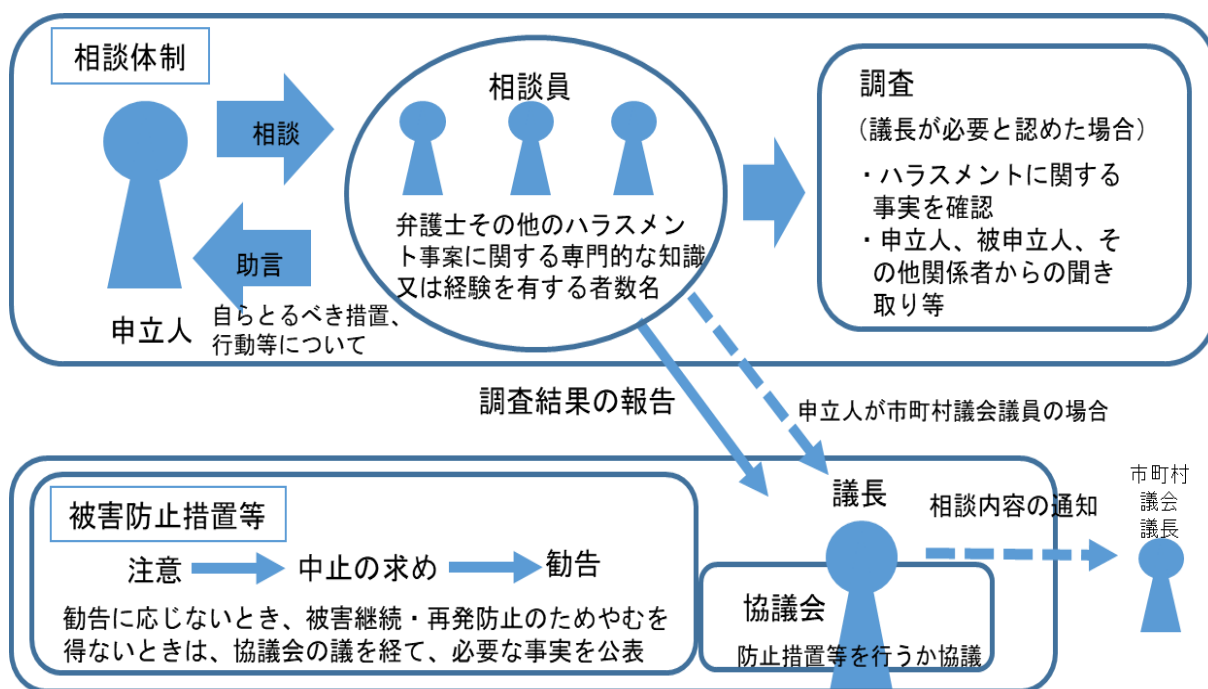 相談体制
相談
助言
申立人
自らとるべき措置、
行動等について
相談員
弁護士その他のハラスメン
ト事案に関する専門的な知識
又は経験を有する者数名
調査
(議長が必要と認めた場合)
・ハラスメントに関する
事実を確認
・申立人、被申立人、そ
の他関係者からの聞き
取り等
調査結果の報告
申立人が市町村議会議員の場合
被害防止措置等
注意
中止の求め
勧告
勧告に応じないとき、被害継続・再発防止のためやむを
得ないときは、協議会の議を経て、必要な事実を公表
議長
協議会
防止措置等を行うか協議
相談内容の通知
市町村
議会
議長